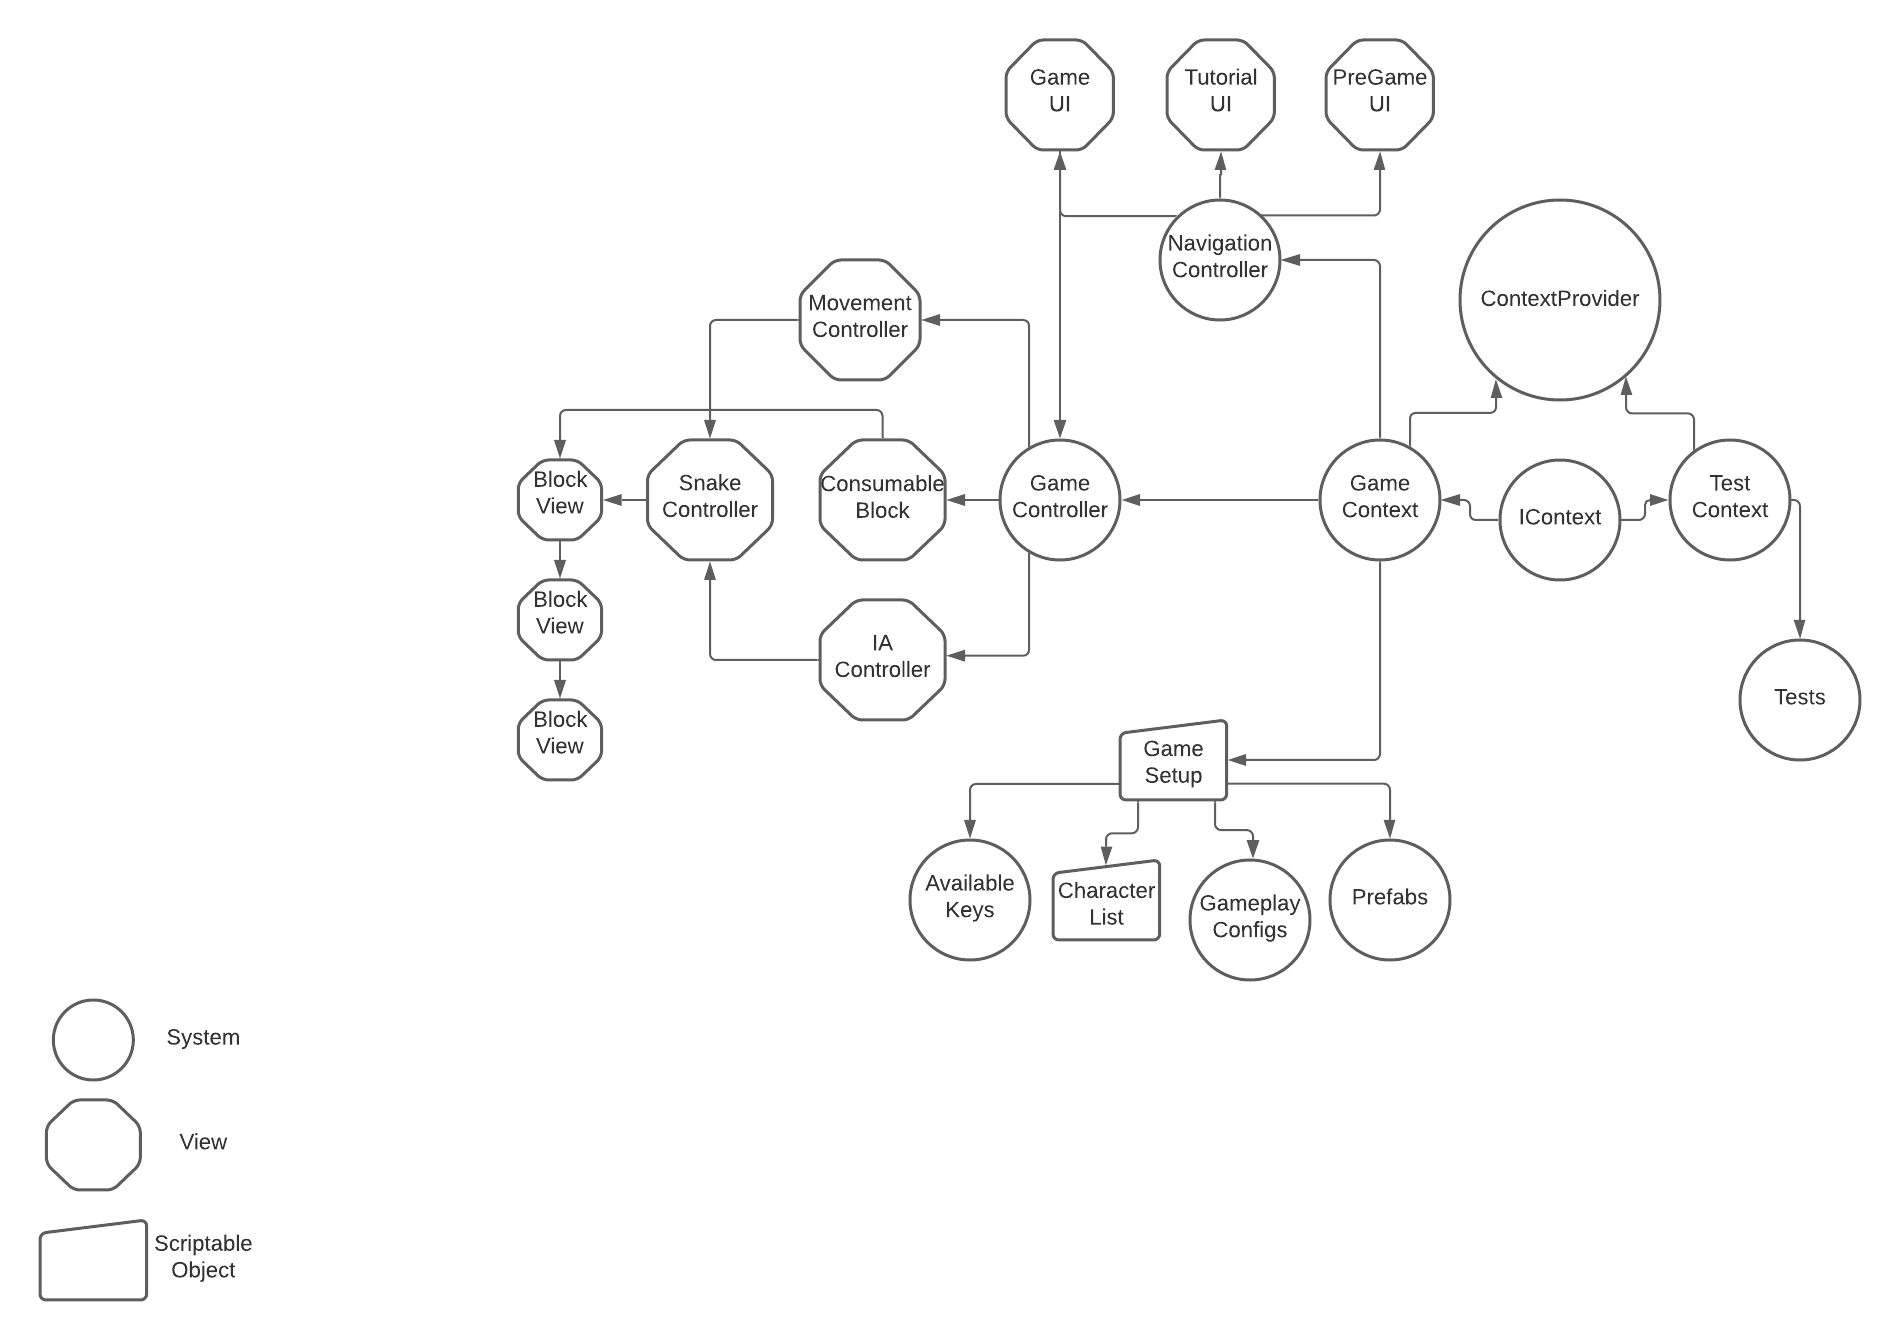 Game
UI
Tutorial
UI
PreGame
UI
Navigation
Controller
ContextProvider
Movement
Controller
Block
View
Snake
Controller
Consumable
Block
Game
Controller
Game
Context
IContext
Test
Context
Block
View
IA
Controller
Tests
Block
View
Game
Setup
Available
Keys
Character
List
Gameplay
Configs
Prefabs
System
View
Scriptable
Object